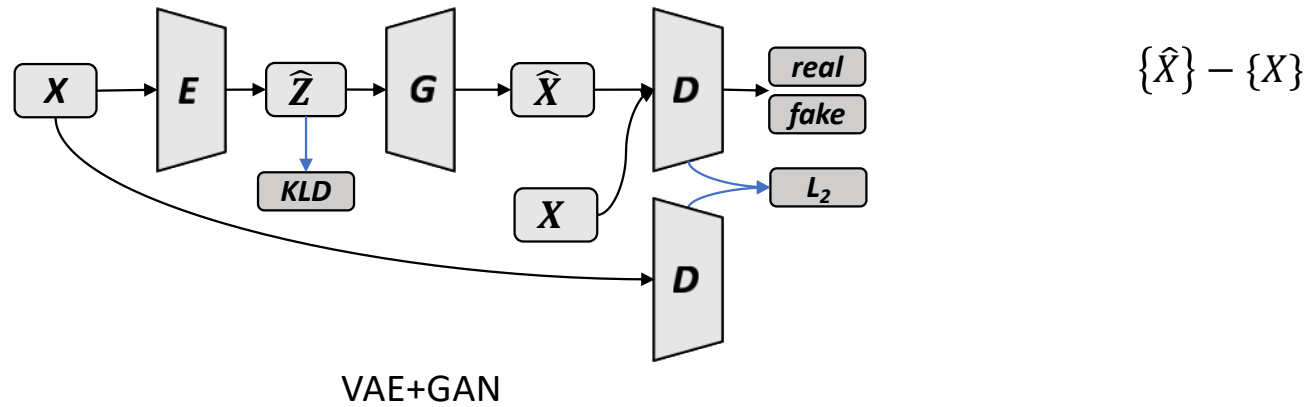 X
E
Ẑ
G
X̂
D
real
fake
{X̂} − {X}
KLD
X
L₂
D
VAE+GAN